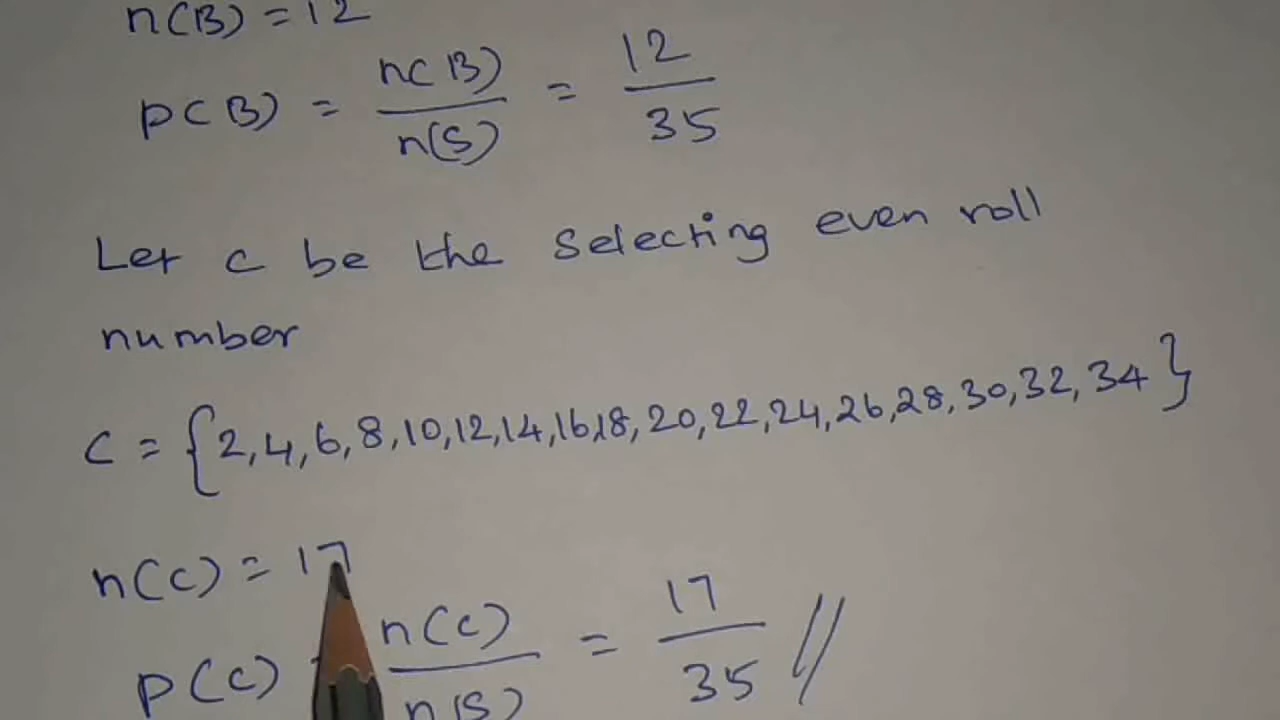 n(B) = 12
P(B) = n(B)/n(S) = 12/35
Let C be the selecting even roll
number
C = {2,4,6,8,10,12,14,16,18,20,22,24,26,28,30,32,34}
n(C) = 17
P(C) = n(C)/n(S) = 17/35 //